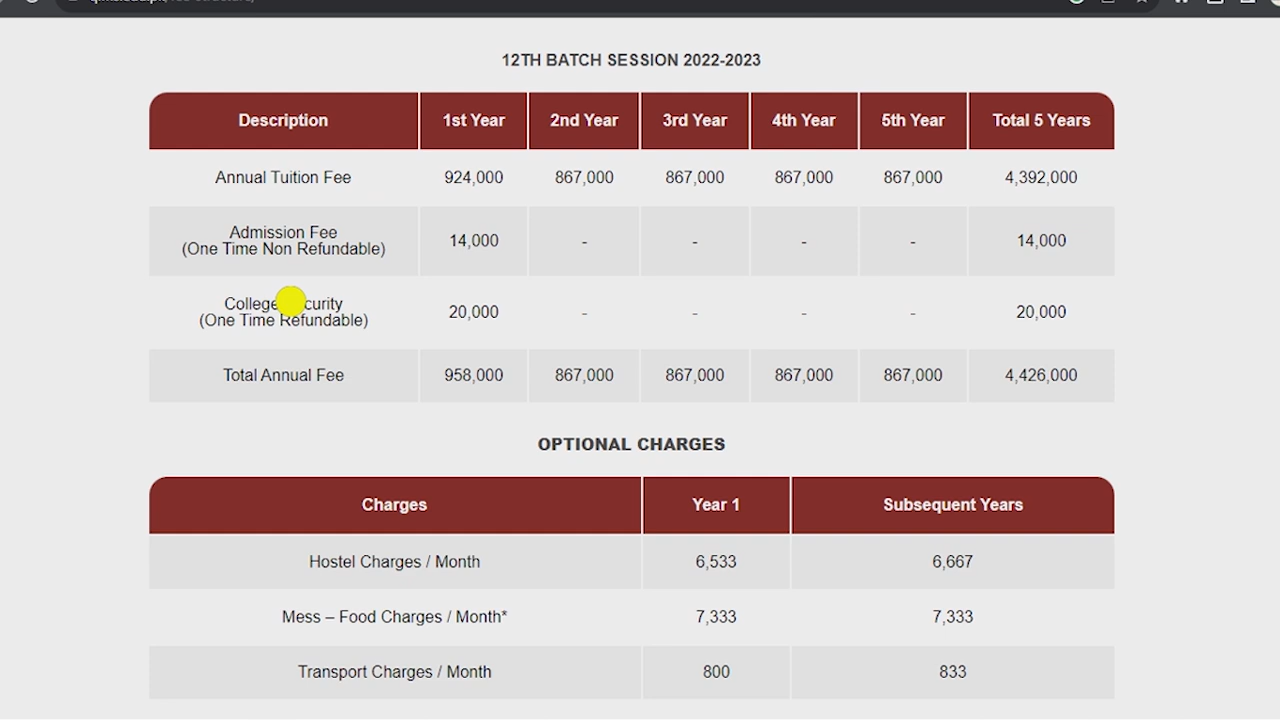 12TH BATCH SESSION 2022-2023
Description 1st Year 2nd Year 3rd Year 4th Year 5th Year Total 5 Years
Annual Tuition Fee 924,000 867,000 867,000 867,000 867,000 4,392,000
Admission Fee
(One Time Non Refundable) 14,000 - - - - 14,000
College curity
(One Time Refundable) 20,000 - - - - 20,000
Total Annual Fee 958,000 867,000 867,000 867,000 867,000 4,426,000
OPTIONAL CHARGES
Charges Year 1 Subsequent Years
Hostel Charges / Month 6,533 6,667
Mess – Food Charges / Month* 7,333 7,333
Transport Charges / Month 800 833